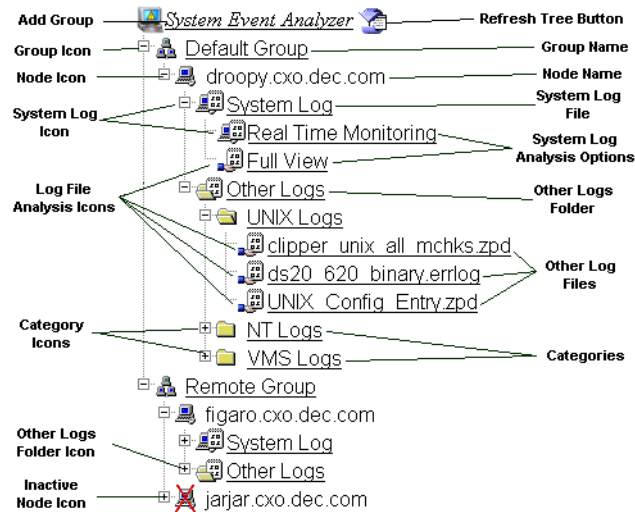 Add Group
System Event Analyzer
Refresh Tree Button
Group Icon
Default Group
Group Name
Node Icon
droopy.cxo.dec.com
Node Name
System Log
Icon
System Log
System Log
File
Real Time Monitoring
System Log
Analysis Options
Full View
Log File
Analysis Icons
Other Logs
Other Logs
Folder
UNIX Logs
clipper_unix_all_mchks.zpd
ds20_620_binary.errlog
Other Log
Files
UNIX_Config_Entry.zpd
Category
Icons
NT Logs
VMS Logs
Categories
Remote Group
figaro.cxo.dec.com
Other Logs
Folder Icon
System Log
Other Logs
Inactive
Node Icon
jarjar.cxo.dec.com